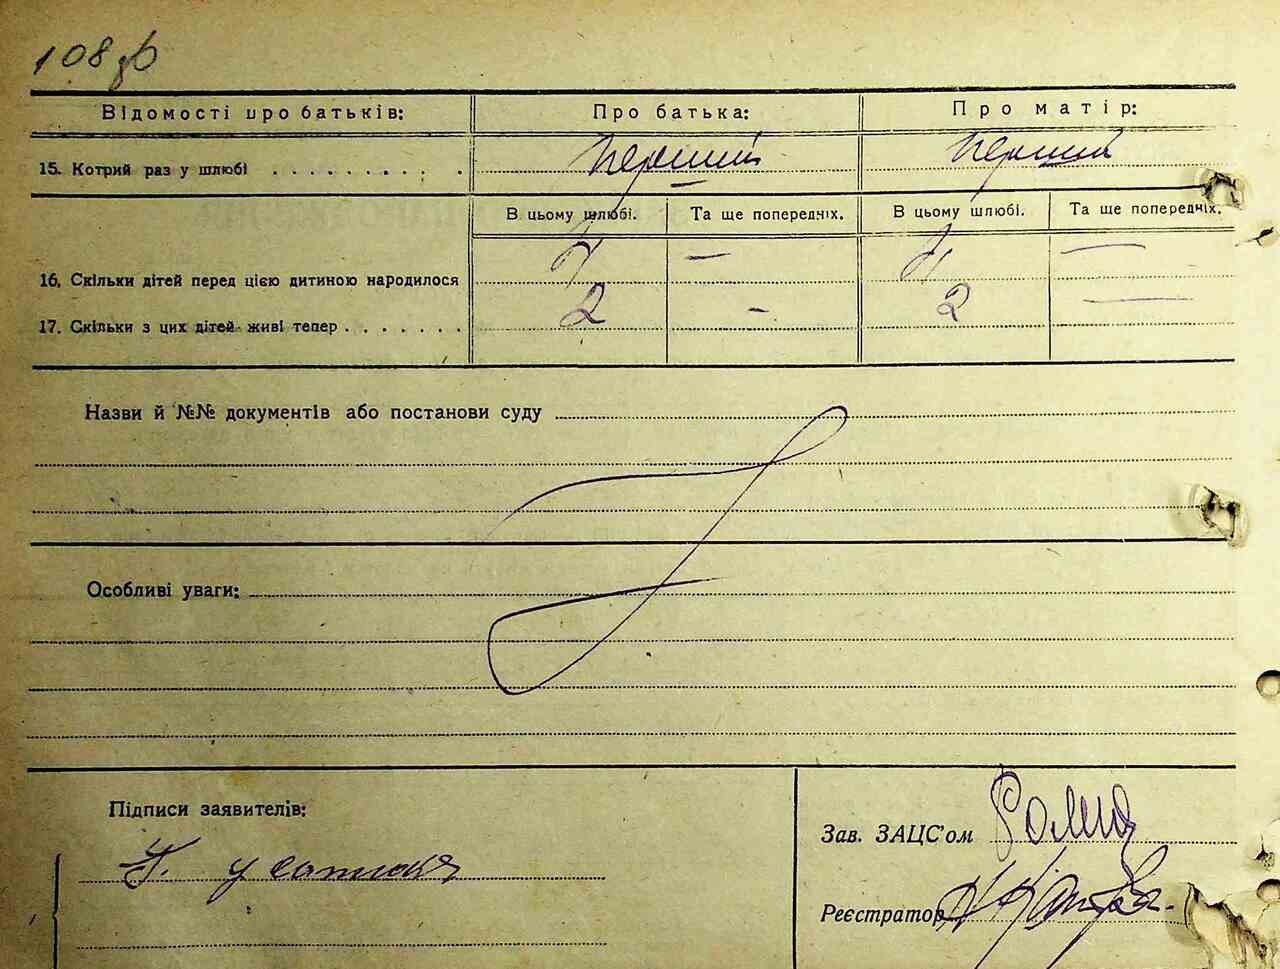 108 зв
Відомості про батьків: Про батька: Про матір:
15. Котрий раз у шлюбі . . . . . . . . . . . перший перший
В цьому шлюбі. Та ще попередніх. В цьому шлюбі. Та ще попередніх.
16. Скільки дітей перед цією дитиною народилося — —
17. Скільки з цих дітей живі тепер . . . . . . . 2 - 2 —
Назви й №№ документів або постанови суду
Особливі уваги:
Підписи заявителів:
Зав. ЗАЦС'ом
Реєстратор